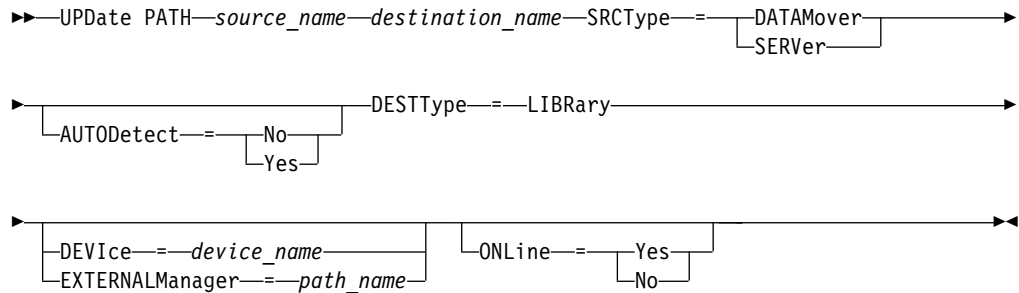 UPDate PATH source_name destination_name SRCType = DATAMover
SERVer
AUTODetect = No
Yes
DESTType = LIBRary
DEVIce = device_name
EXTERNALManager = path_name
ONLine = Yes
No